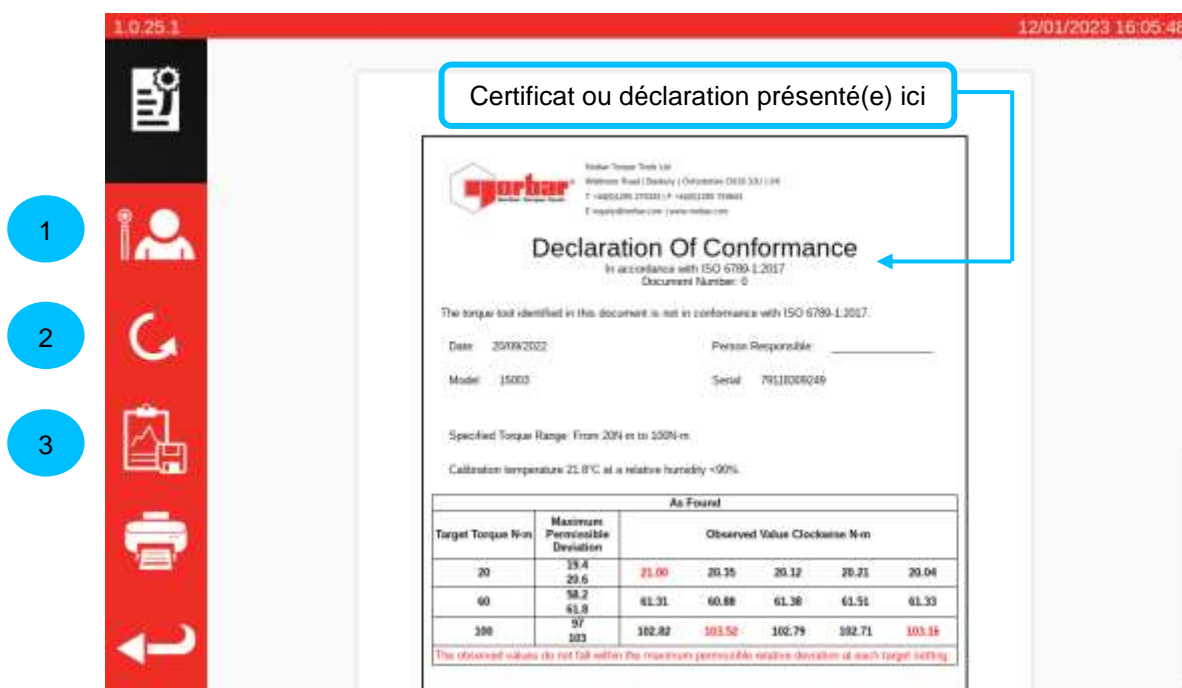 1.0.25.1
12/01/2023 16:05:48
Certificat ou déclaration présenté(e) ici
norbar
Norbar Torque Tools Ltd
Declaration Of Conformance
In accordance with ISO 6789-1:2017
Document Number: 0
The torque tool identified in this document is not in conformance with ISO 6789-1:2017.
Date: 20/09/2022 Person Responsible:
Model: 15003 Serial:
Specified Torque Range: From 20N·m to 100N·m
Calibration temperature 21.8°C at a relative humidity <90%
As Found
Target Torque N·m Maximum Permissible Deviation Observed Value Clockwise N·m
20 19.4 20.6 21.00 20.35 20.12 20.21 20.04
60 58.2 61.8 61.31 60.88 61.38 61.51 61.33
100 97 103 102.82 103.52 102.79 102.71 103.16
The observed values do not fall within the maximum permissible relative deviation at each target setting.
1
2
3